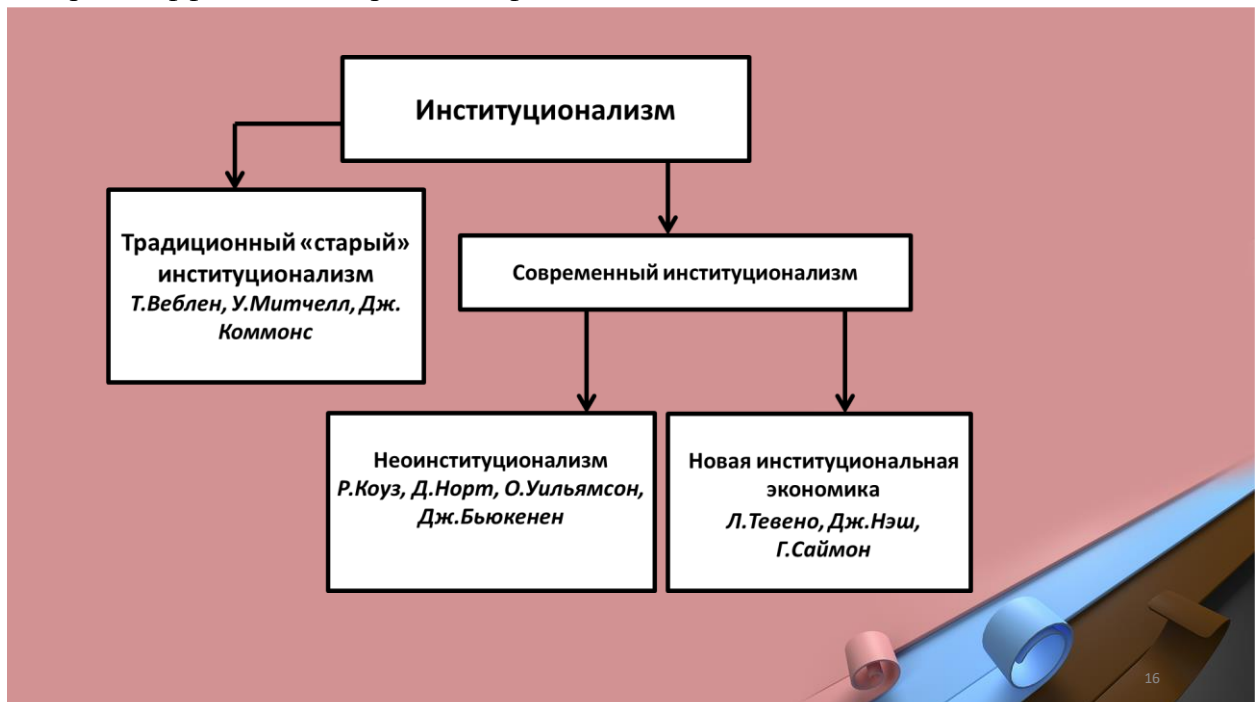 Институционализм
Традиционный «старый»
институционализм
Т.Веблен, У.Митчелл, Дж.
Коммонс
Современный институционализм
Неоинституционализм
Р.Коуз, Д.Норт, О.Уильямсон,
Дж.Бьюкенен
Новая институциональная
экономика
Л.Тевено, Дж.Нэш,
Г.Саймон
16